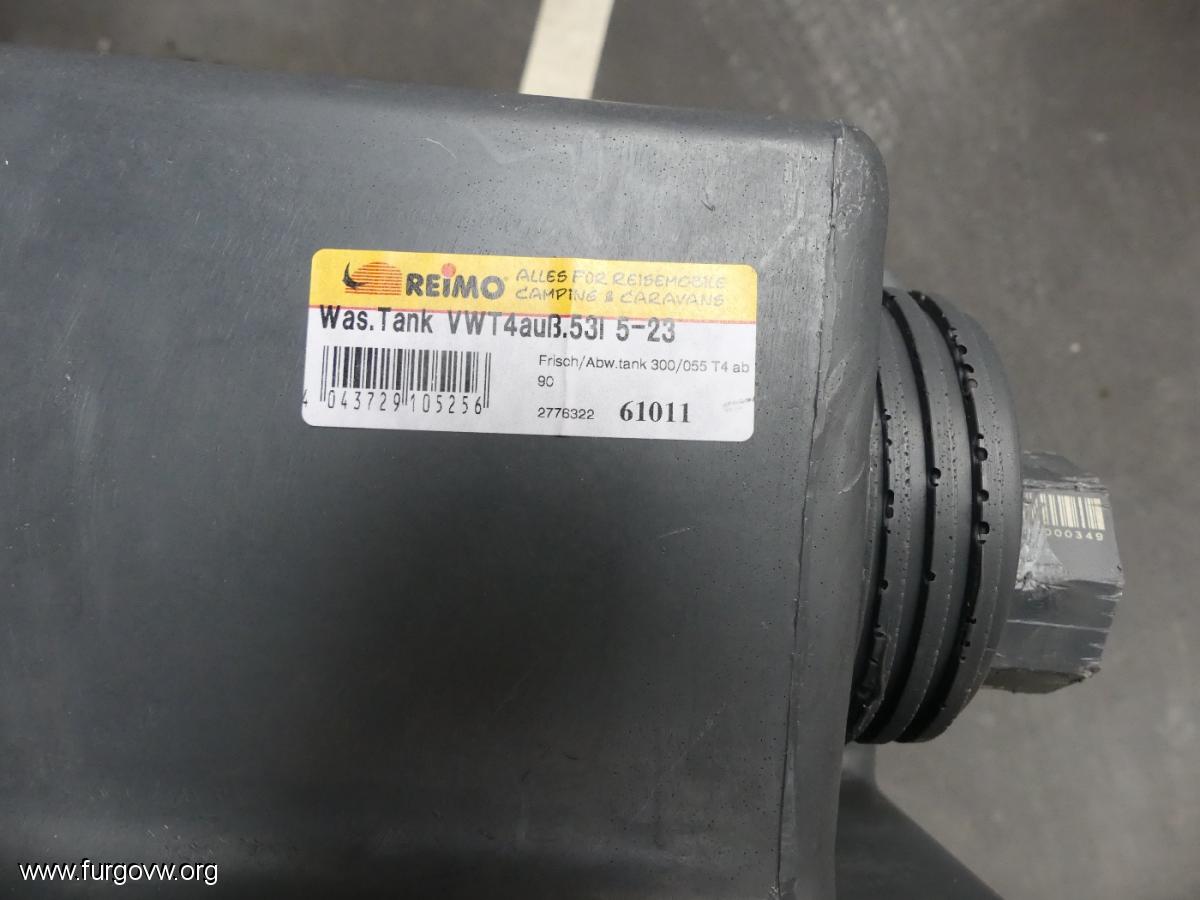 REIMO ALLES FÜR REISEMOBILE
CAMPING & CARAVANS
Was.Tank VWT4auß.53l 5-23
Frisch/Abw.tank 300/055 T4 ab
90
4 043729 105256
2776322 61011
000349
www.furgovw.org